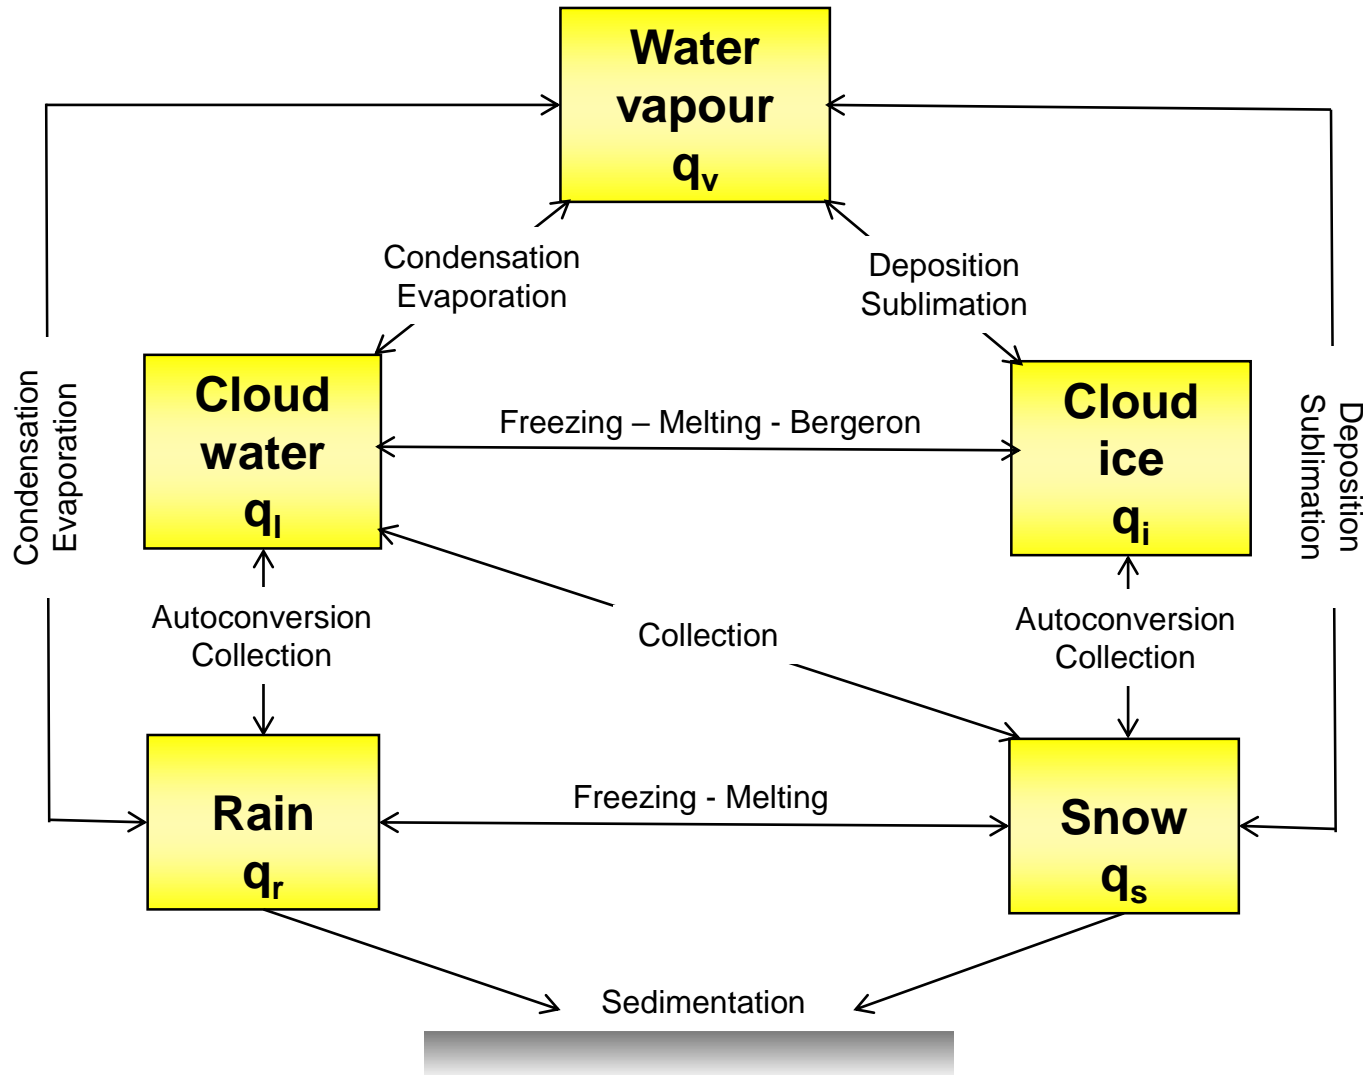 Water
vapour
qv
Condensation
Evaporation
Deposition
Sublimation
Condensation
Evaporation
Cloud
water
ql
Freezing – Melting - Bergeron
Cloud
ice
qi
Deposition
Sublimation
Autoconversion
Collection
Collection
Autoconversion
Collection
Rain
qr
Freezing - Melting
Snow
qs
Sedimentation